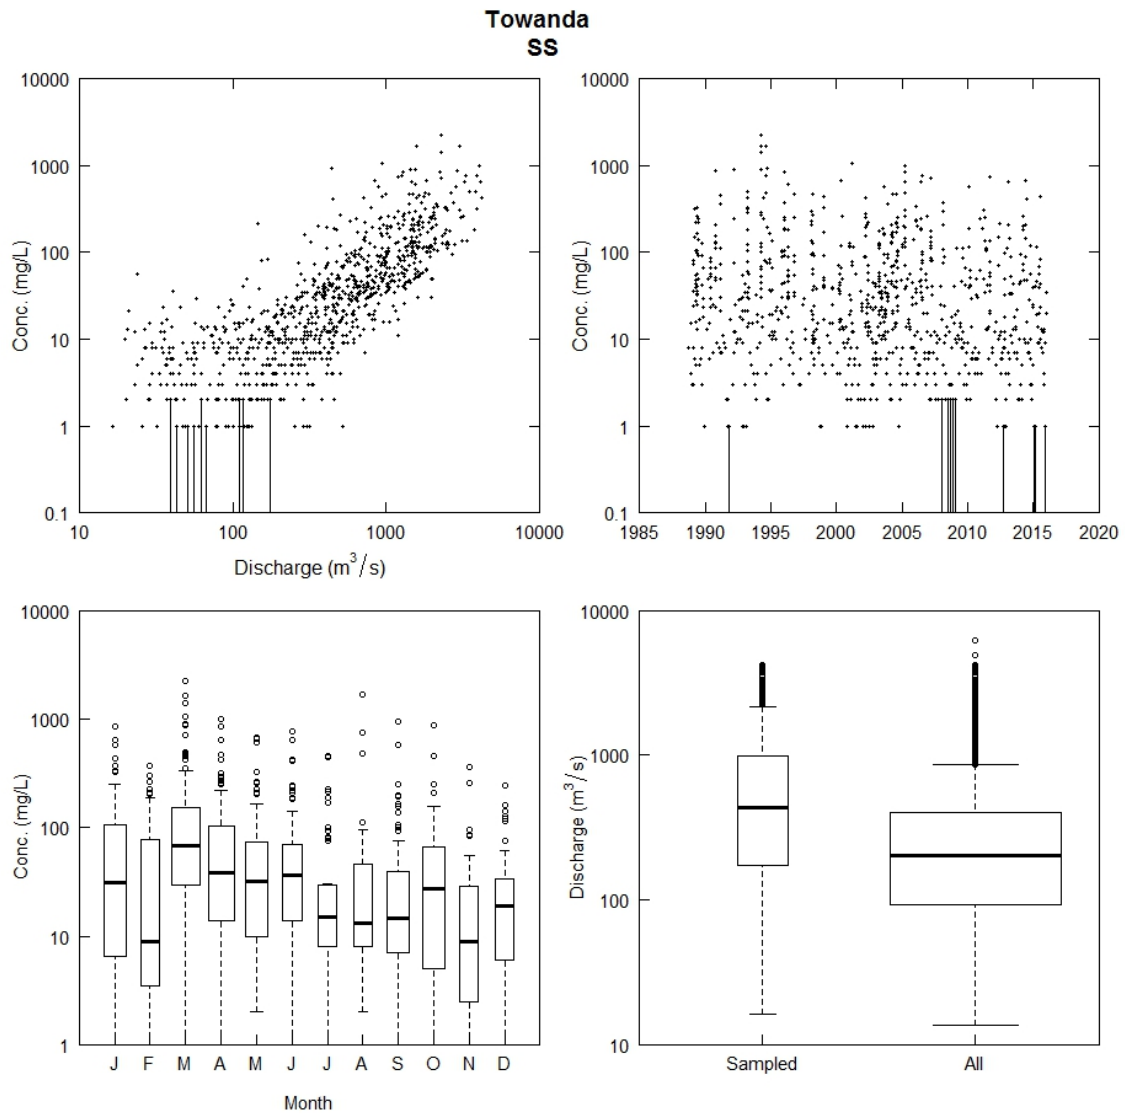 Towanda
SS
10000
1000
100
10
1
0.1
Conc. (mg/L)
10 100 1000 10000
Discharge (m³/s)
10000
1000
100
10
1
0.1
Conc. (mg/L)
1985 1990 1995 2000 2005 2010 2015 2020
10000
1000
100
10
1
Conc. (mg/L)
J F M A M J J A S O N D
Month
10000
1000
100
10
Discharge (m³/s)
Sampled All